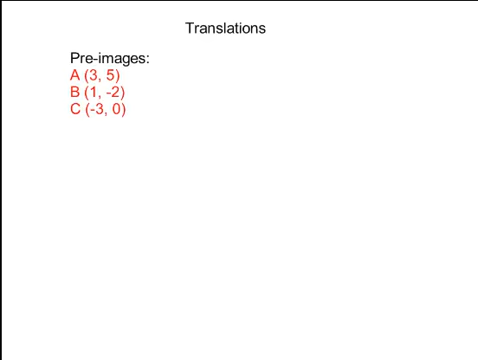 Translations
Pre-images:
A (3, 5)
B (1, -2)
C (-3, 0)